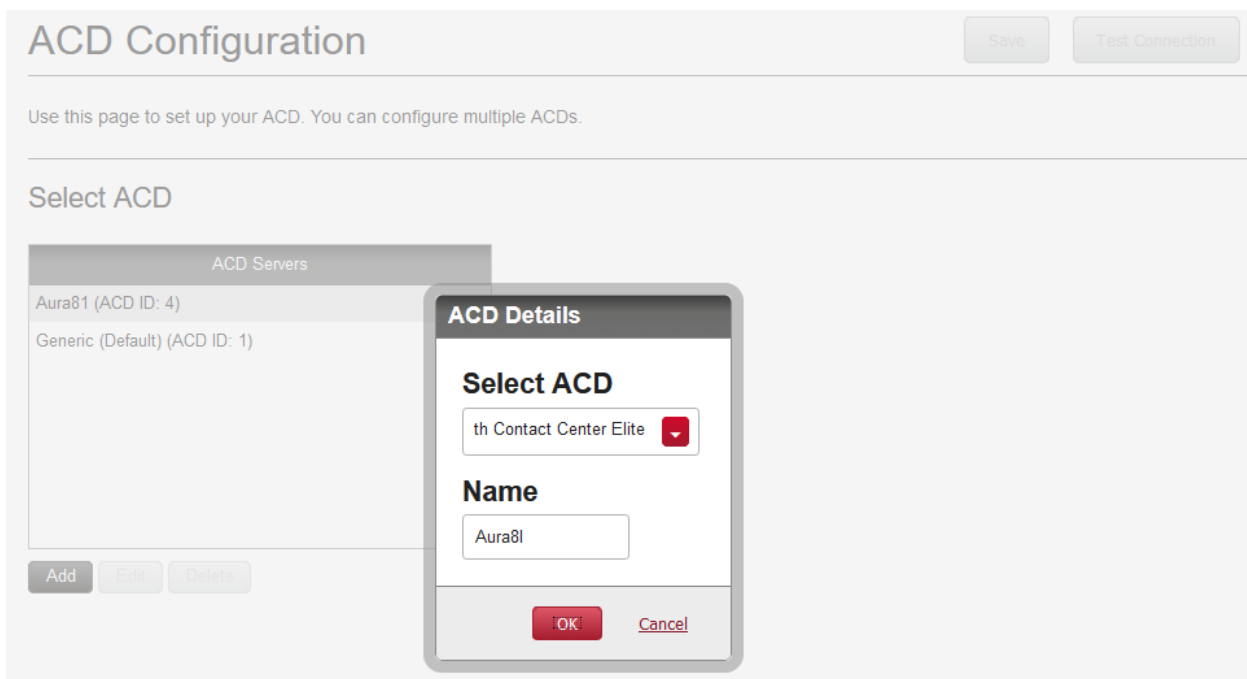 ACD Configuration
Save
Test Connection
Use this page to set up your ACD. You can configure multiple ACDs.
Select ACD
ACD Servers
Aura81 (ACD ID: 4)
Generic (Default) (ACD ID: 1)
Add
Edit
Delete
ACD Details
Select ACD
th Contact Center Elite
Name
Aura8l
OK
Cancel